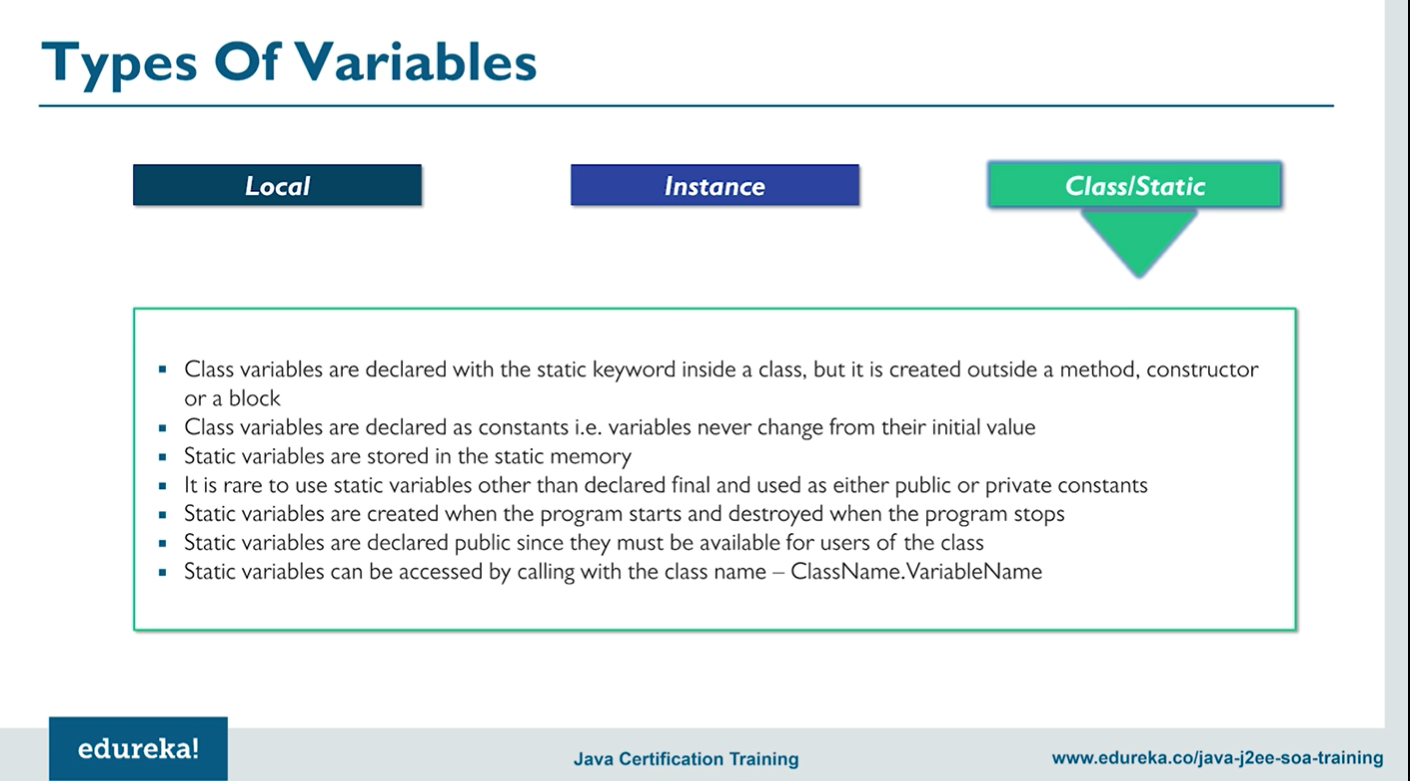 Types Of Variables
Local
Instance
Class/Static
▪ Class variables are declared with the static keyword inside a class, but it is created outside a method, constructor
or a block
▪ Class variables are declared as constants i.e. variables never change from their initial value
▪ Static variables are stored in the static memory
▪ It is rare to use static variables other than declared final and used as either public or private constants
▪ Static variables are created when the program starts and destroyed when the program stops
▪ Static variables are declared public since they must be available for users of the class
▪ Static variables can be accessed by calling with the class name – ClassName.VariableName
edureka!
Java Certification Training
www.edureka.co/java-j2ee-soa-training